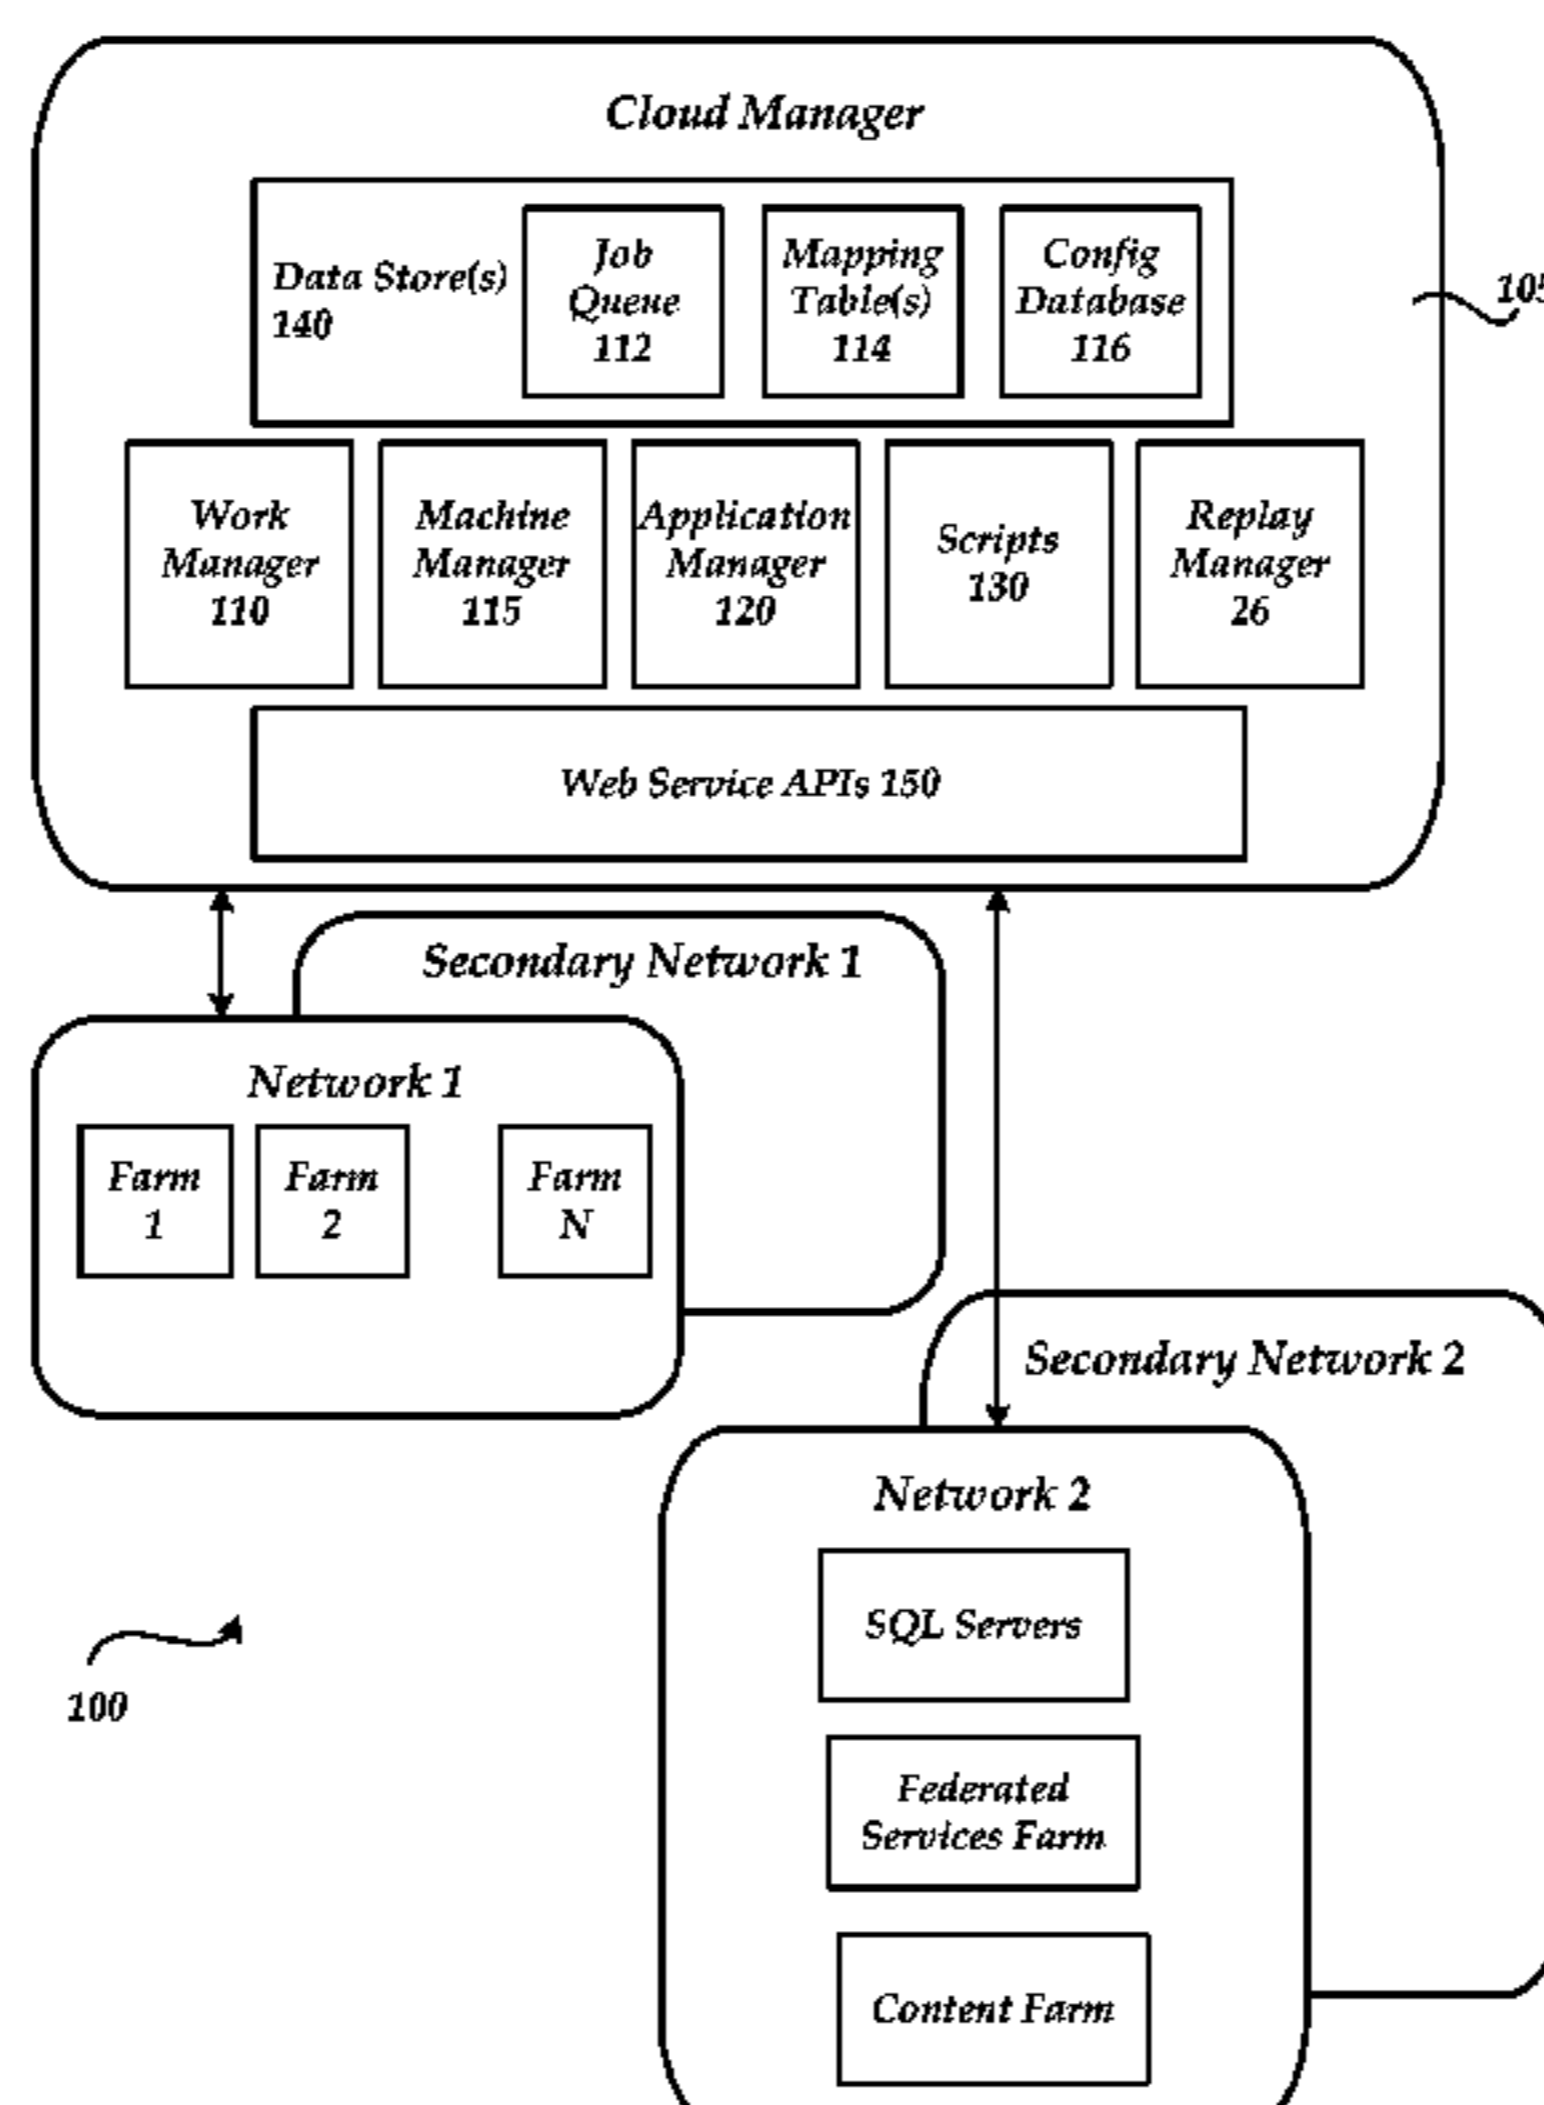 Cloud Manager
Data Store(s)
140
Job
Queue
112
Mapping
Table(s)
114
Config
Database
116
105
Work
Manager
110
Machine
Manager
115
Application
Manager
120
Scripts
130
Replay
Manager
26
Web Service APIs 150
Secondary Network 1
Network 1
Farm
1
Farm
2
Farm
N
Secondary Network 2
Network 2
SQL Servers
Federated
Services Farm
Content Farm
100